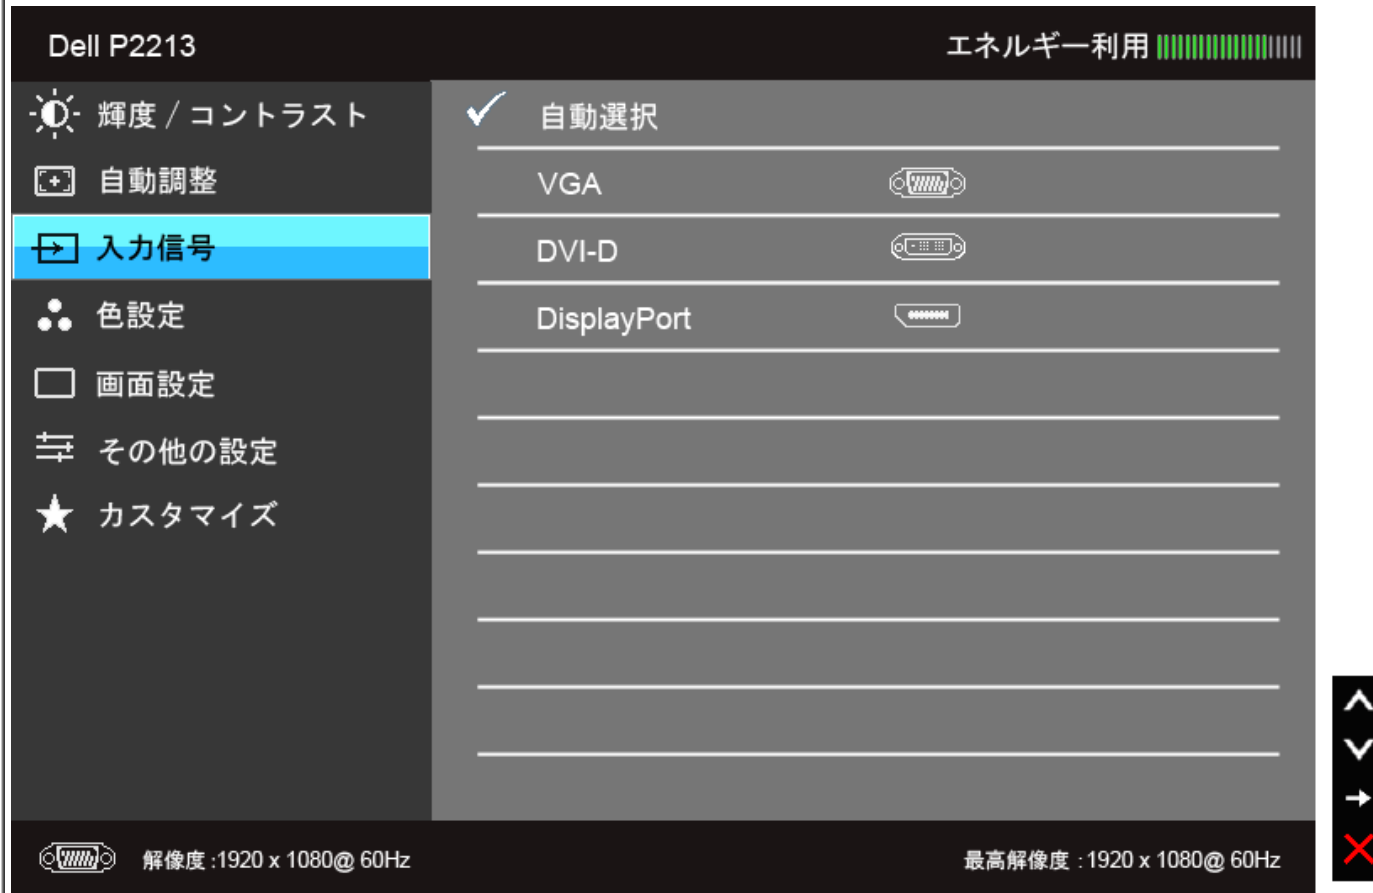 Dell P2213
エネルギー利用
輝度 / コントラスト
自動調整
入力信号
色設定
画面設定
その他の設定
カスタマイズ
自動選択
VGA
DVI-D
DisplayPort
解像度 :1920 x 1080@ 60Hz
最高解像度 :1920 x 1080@ 60Hz